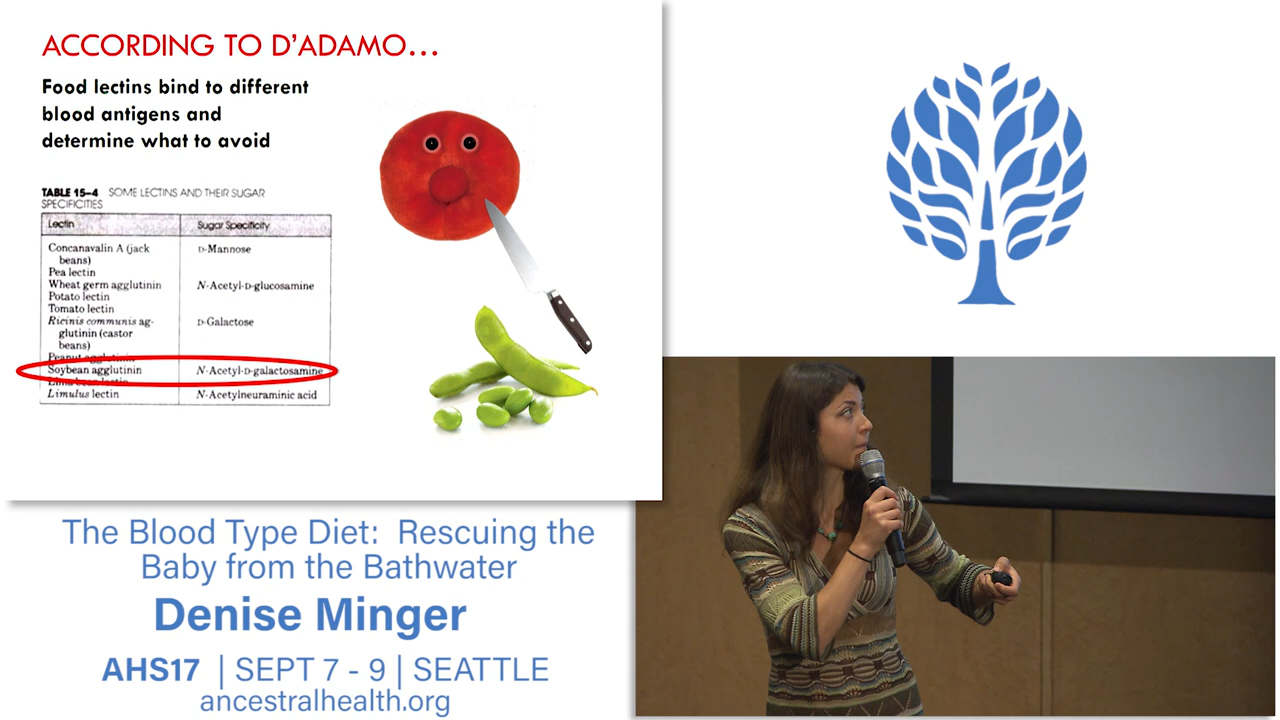 ACCORDING TO D'ADAMO...
Food lectins bind to different
blood antigens and
determine what to avoid
TABLE 15–4 SOME LECTINS AND THEIR SUGAR
SPECIFICITIES
Lectin Sugar Specificity
Concanavalin A (jack D-Mannose
beans)
Pea lectin
Wheat germ agglutinin N-Acetyl-D-glucosamine
Potato lectin
Tomato lectin
Ricinis communis ag- D-Galactose
glutinin (castor
beans)
Peanut agglutinin
Soybean agglutinin N-Acetyl-D-galactosamine
Lima bean lectin
Limulus lectin N-Acetylneuraminic acid
The Blood Type Diet: Rescuing the
Baby from the Bathwater
Denise Minger
AHS17 | SEPT 7 - 9 | SEATTLE
ancestralhealth.org